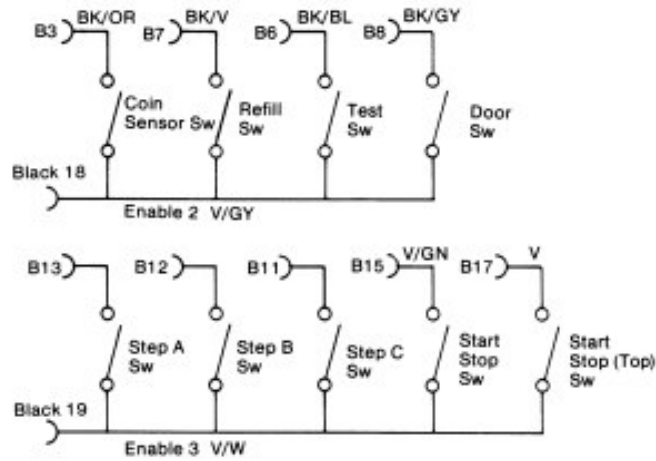 B3 BK/OR B7 BK/V B6 BK/BL B8 BK/GY
Coin
Sensor Sw
Refill
Sw
Test
Sw
Door
Sw
Black 18
Enable 2 V/GY
B13 B12 B11 B15 V/GN B17 V
Step A
Sw
Step B
Sw
Step C
Sw
Start
Stop
Sw
Start
Stop (Top)
Sw
Black 19
Enable 3 V/W